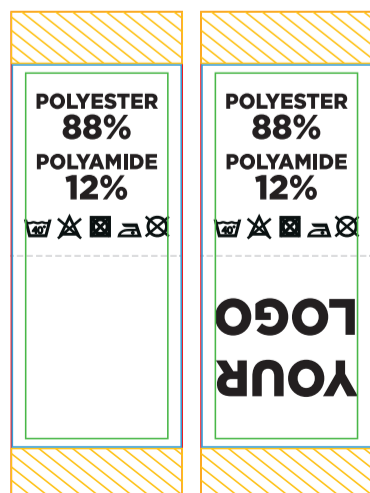 POLYESTER
88%
POLYAMIDE
12%
40°
POLYESTER
88%
POLYAMIDE
12%
40°
YOUR
LOGO